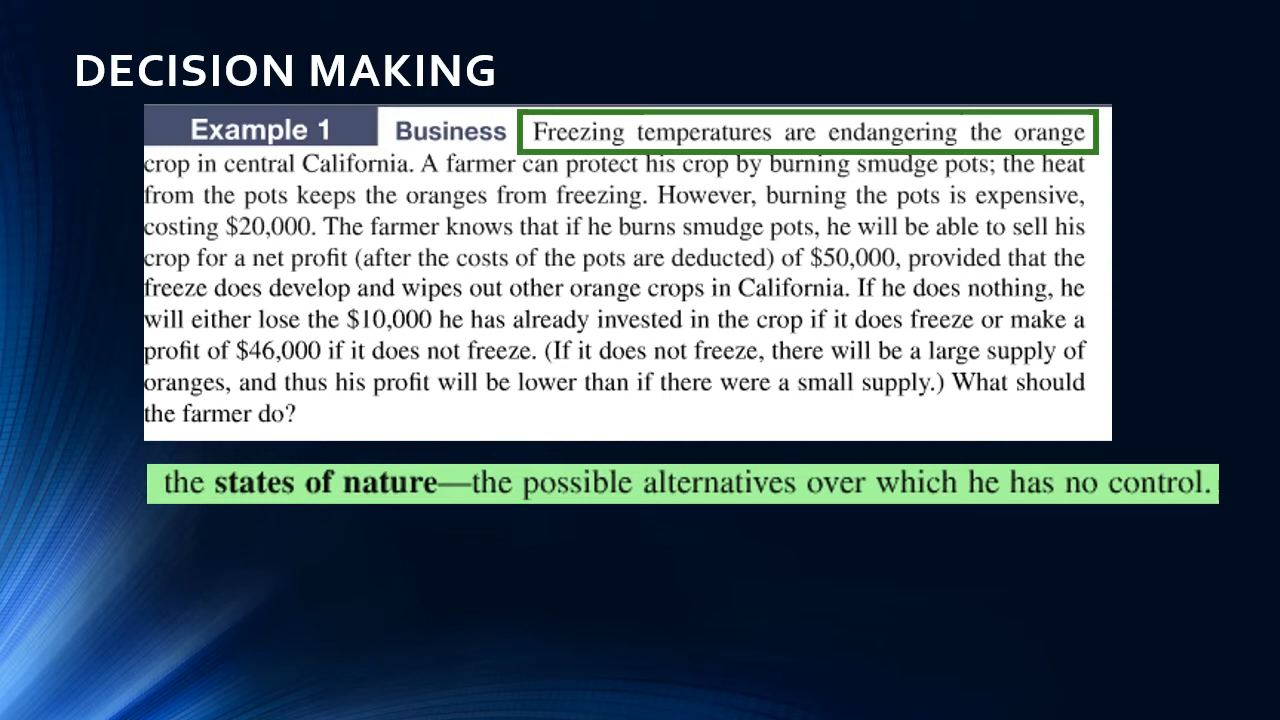 DECISION MAKING
Example 1 Business Freezing temperatures are endangering the orange
crop in central California. A farmer can protect his crop by burning smudge pots; the heat
from the pots keeps the oranges from freezing. However, burning the pots is expensive,
costing $20,000. The farmer knows that if he burns smudge pots, he will be able to sell his
crop for a net profit (after the costs of the pots are deducted) of $50,000, provided that the
freeze does develop and wipes out other orange crops in California. If he does nothing, he
will either lose the $10,000 he has already invested in the crop if it does freeze or make a
profit of $46,000 if it does not freeze. (If it does not freeze, there will be a large supply of
oranges, and thus his profit will be lower than if there were a small supply.) What should
the farmer do?
the states of nature—the possible alternatives over which he has no control.